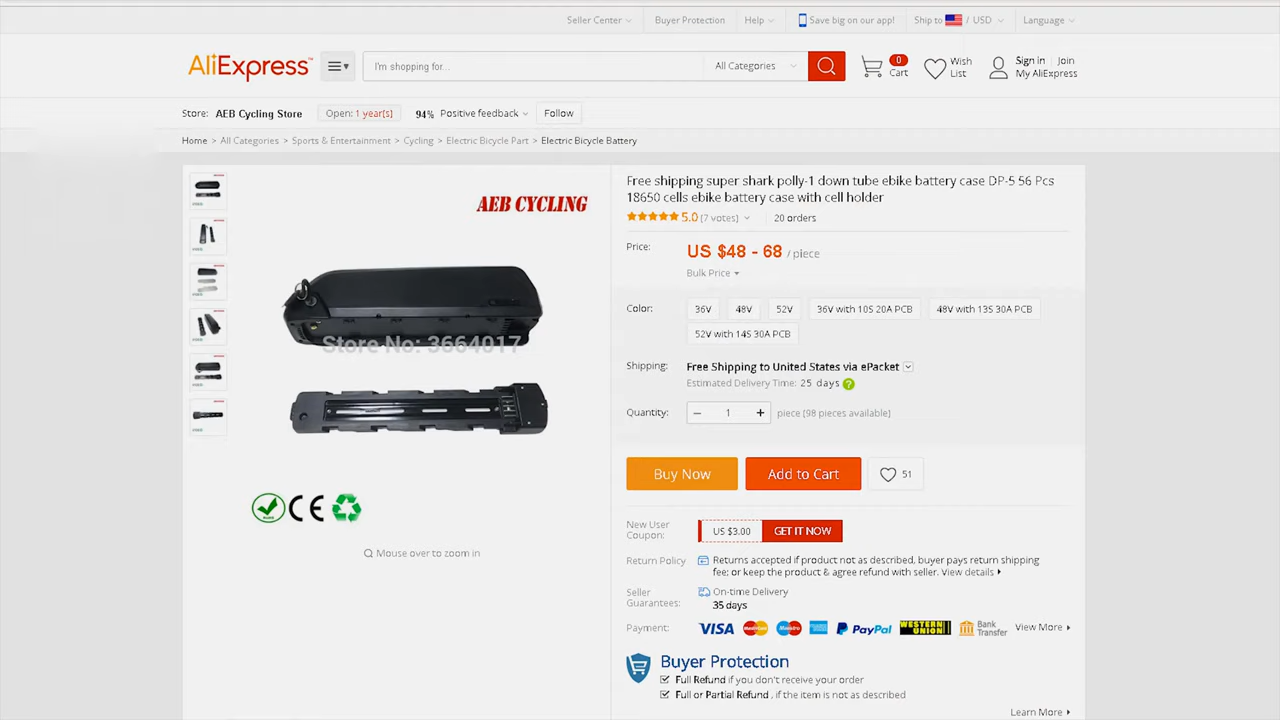 Seller Center
Buyer Protection
Help
Save big on our app!
Ship to / USD
Language
AliExpress™
I'm shopping for...
All Categories
0
Cart
Wish
List
Sign in Join
My AliExpress
Store: AEB Cycling Store
Open: 1 year(s)
94% Positive feedback
Follow
Home > All Categories > Sports & Entertainment > Cycling > Electric Bicycle Part > Electric Bicycle Battery
AEB CYCLING
Store No: 3664017
CE
Mouse over to zoom in
Free shipping super shark polly-1 down tube ebike battery case DP-5 56 Pcs
18650 cells ebike battery case with cell holder
5.0 (7 votes)
20 orders
Price:
US $48 - 68 / piece
Bulk Price
Color:
36V
48V
52V
36V with 10S 20A PCB
48V with 13S 30A PCB
52V with 14S 30A PCB
Shipping:
Free Shipping to United States via ePacket
Estimated Delivery Time: 25 days ?
Quantity:
− 1 +
piece (98 pieces available)
Buy Now
Add to Cart
51
New User
Coupon:
US $3.00
GET IT NOW
Return Policy
Returns accepted if product not as described, buyer pays return shipping
fee; or keep the product & agree refund with seller. View details
Seller
Guarantees:
On-time Delivery
35 days
Payment:
VISA
MasterCard
Maestro
PayPal
WESTERN
UNION
Bank
Transfer
View More
Buyer Protection
Full Refund if you don't receive your order
Full or Partial Refund , if the item is not as described
Learn More